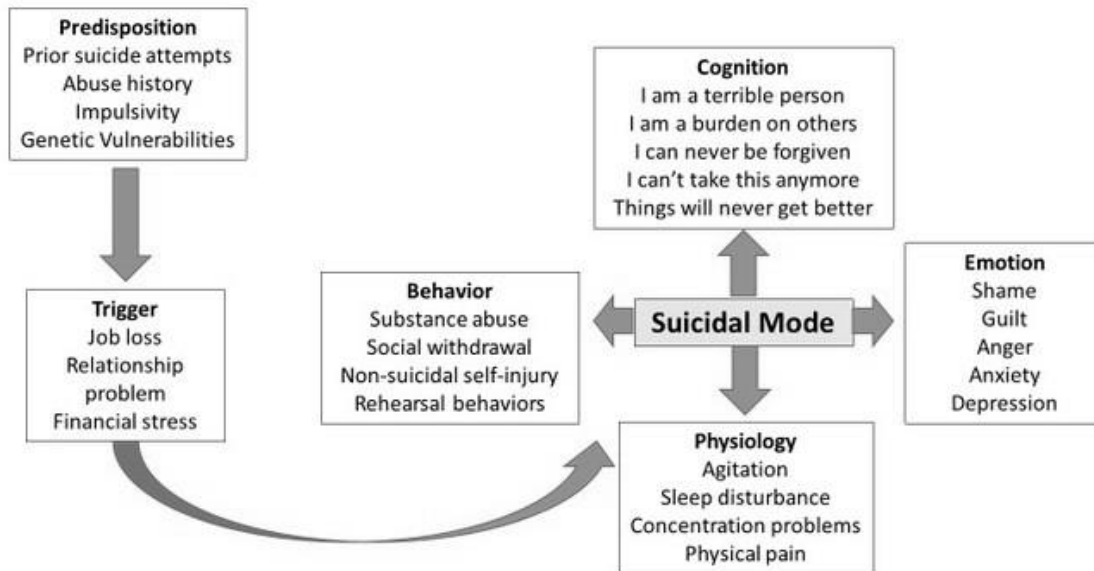 Predisposition
Prior suicide attempts
Abuse history
Impulsivity
Genetic Vulnerabilities
Cognition
I am a terrible person
I am a burden on others
I can never be forgiven
I can't take this anymore
Things will never get better
Trigger
Job loss
Relationship
problem
Financial stress
Behavior
Substance abuse
Social withdrawal
Non-suicidal self-injury
Rehearsal behaviors
Suicidal Mode
Emotion
Shame
Guilt
Anger
Anxiety
Depression
Physiology
Agitation
Sleep disturbance
Concentration problems
Physical pain